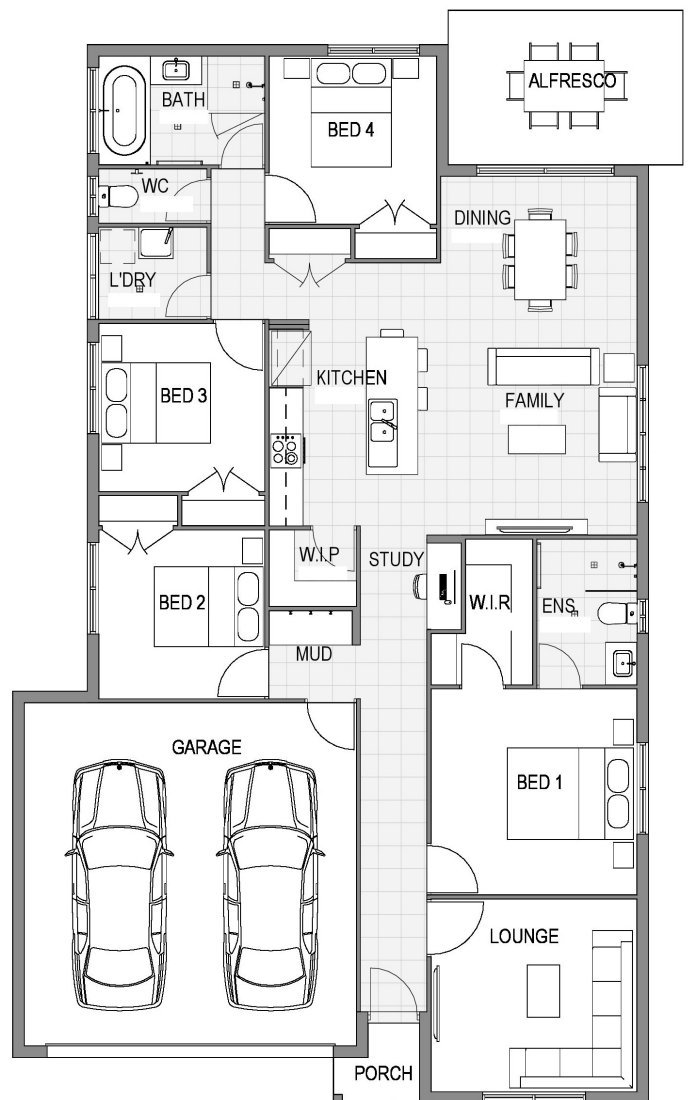 ALFRESCO
BATH
BED 4
WC
DINING
L'DRY
KITCHEN
BED 3
FAMILY
W.I.P
STUDY
BED 2
W.I.R
ENS
MUD
GARAGE
BED 1
LOUNGE
PORCH